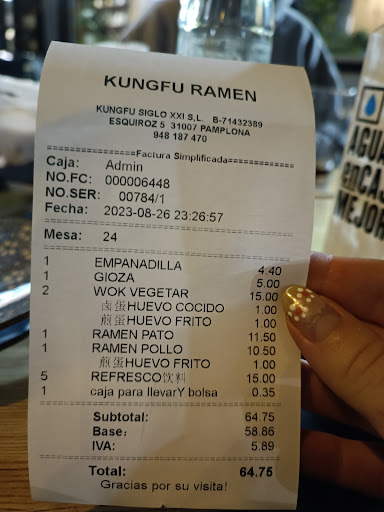 KUNGFU RAMEN
KUNGFU SIGLO XXI S,L. B-71432389
ESQUIROZ 5 31007 PAMPLONA
948 187 470
===============Factura Simplificada============
Caja: Admin
NO.FC: 000006448
NO.SER: 00784/1
Fecha: 2023-08-26 23:26:57
Mesa: 24
1 EMPANADILLA 4.40
1 GIOZA 5.00
2 WOK VEGETAR 15.00
卤蛋HUEVO COCIDO 1.00
煎蛋HUEVO FRITO 1.00
1 RAMEN PATO 11.50
1 RAMEN POLLO 10.50
煎蛋HUEVO FRITO 1.00
5 REFRESCO饮料 15.00
1 caja para llevarY bolsa 0.35
Subtotal: 64.75
Base: 58.86
IVA: 5.89
Total: 64.75
Gracias por su visita!
AGUA
MEJOR